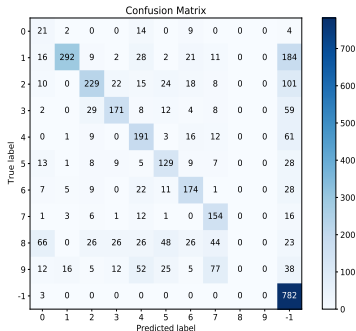 Confusion Matrix
0 21 2 0 0 14 0 9 0 0 0 4
1 16 292 9 2 28 2 21 11 0 0 184
2 10 0 229 22 15 24 18 8 0 0 101
3 2 0 29 171 8 12 4 8 0 0 59
4 0 1 9 0 191 3 16 12 0 0 61
5 13 1 8 9 5 129 9 7 0 0 28
6 7 5 9 0 22 11 174 1 0 0 28
7 1 3 6 1 12 1 0 154 0 0 16
8 66 0 26 26 26 48 26 44 0 0 23
9 12 16 5 12 52 25 5 77 0 0 38
-1 3 0 0 0 0 0 0 0 0 0 782
0 1 2 3 4 5 6 7 8 9 -1
Predicted label
True label
700
600
500
400
300
200
100
0